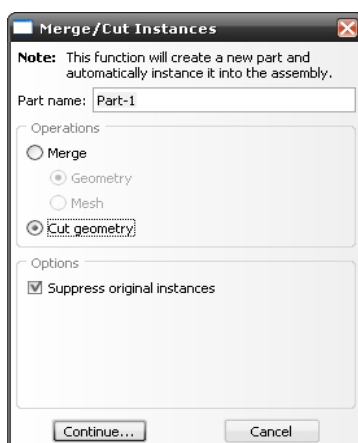 Merge/Cut Instances
Note: This function will create a new part and
automatically instance it into the assembly.
Part name: Part-1
Operations
Merge
Geometry
Mesh
Cut geometry
Options
Suppress original instances
Continue... Cancel